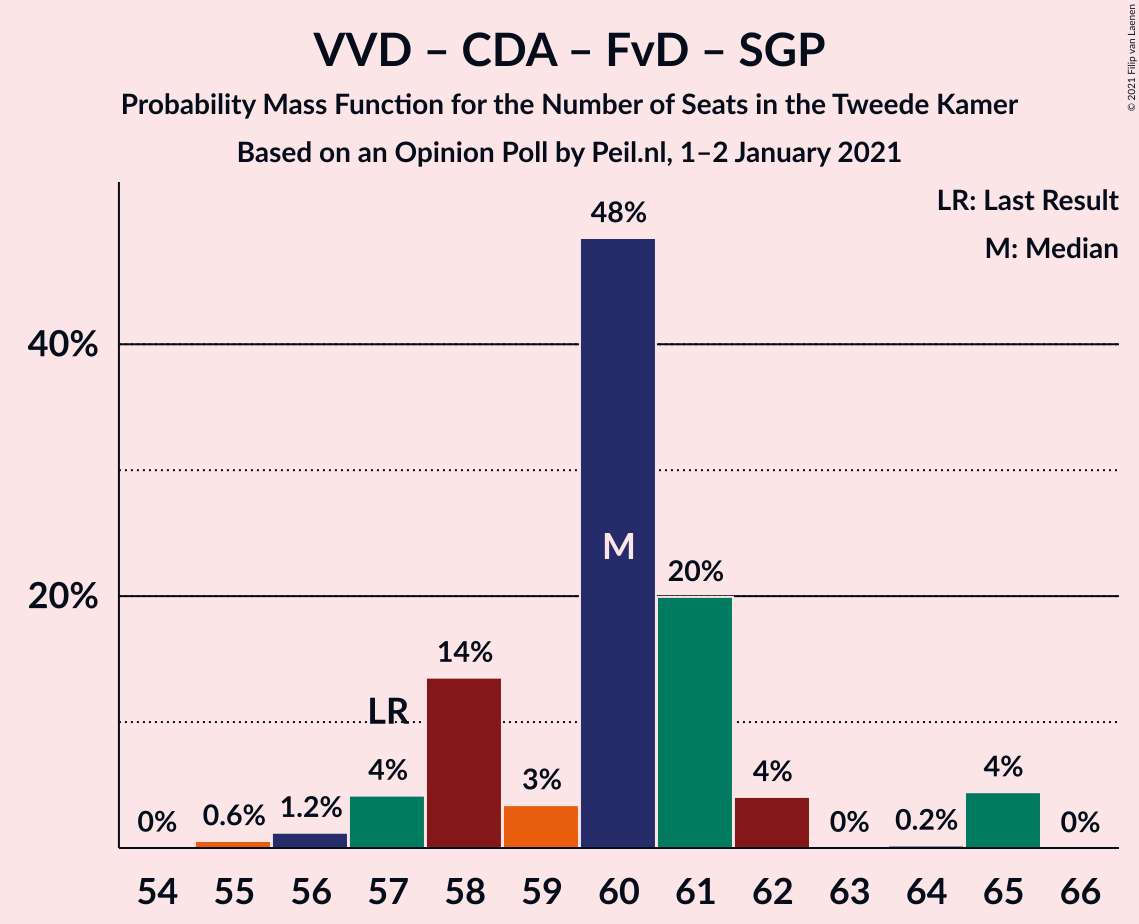 VVD – CDA – FvD – SGP
Probability Mass Function for the Number of Seats in the Tweede Kamer
Based on an Opinion Poll by Peil.nl, 1–2 January 2021
© 2021 Filip van Laenen
LR: Last Result
M: Median
40%
20%
0%
0.6%
1.2%
4%
LR
14%
3%
48%
M
20%
4%
0%
0.2%
4%
0%
54 55 56 57 58 59 60 61 62 63 64 65 66